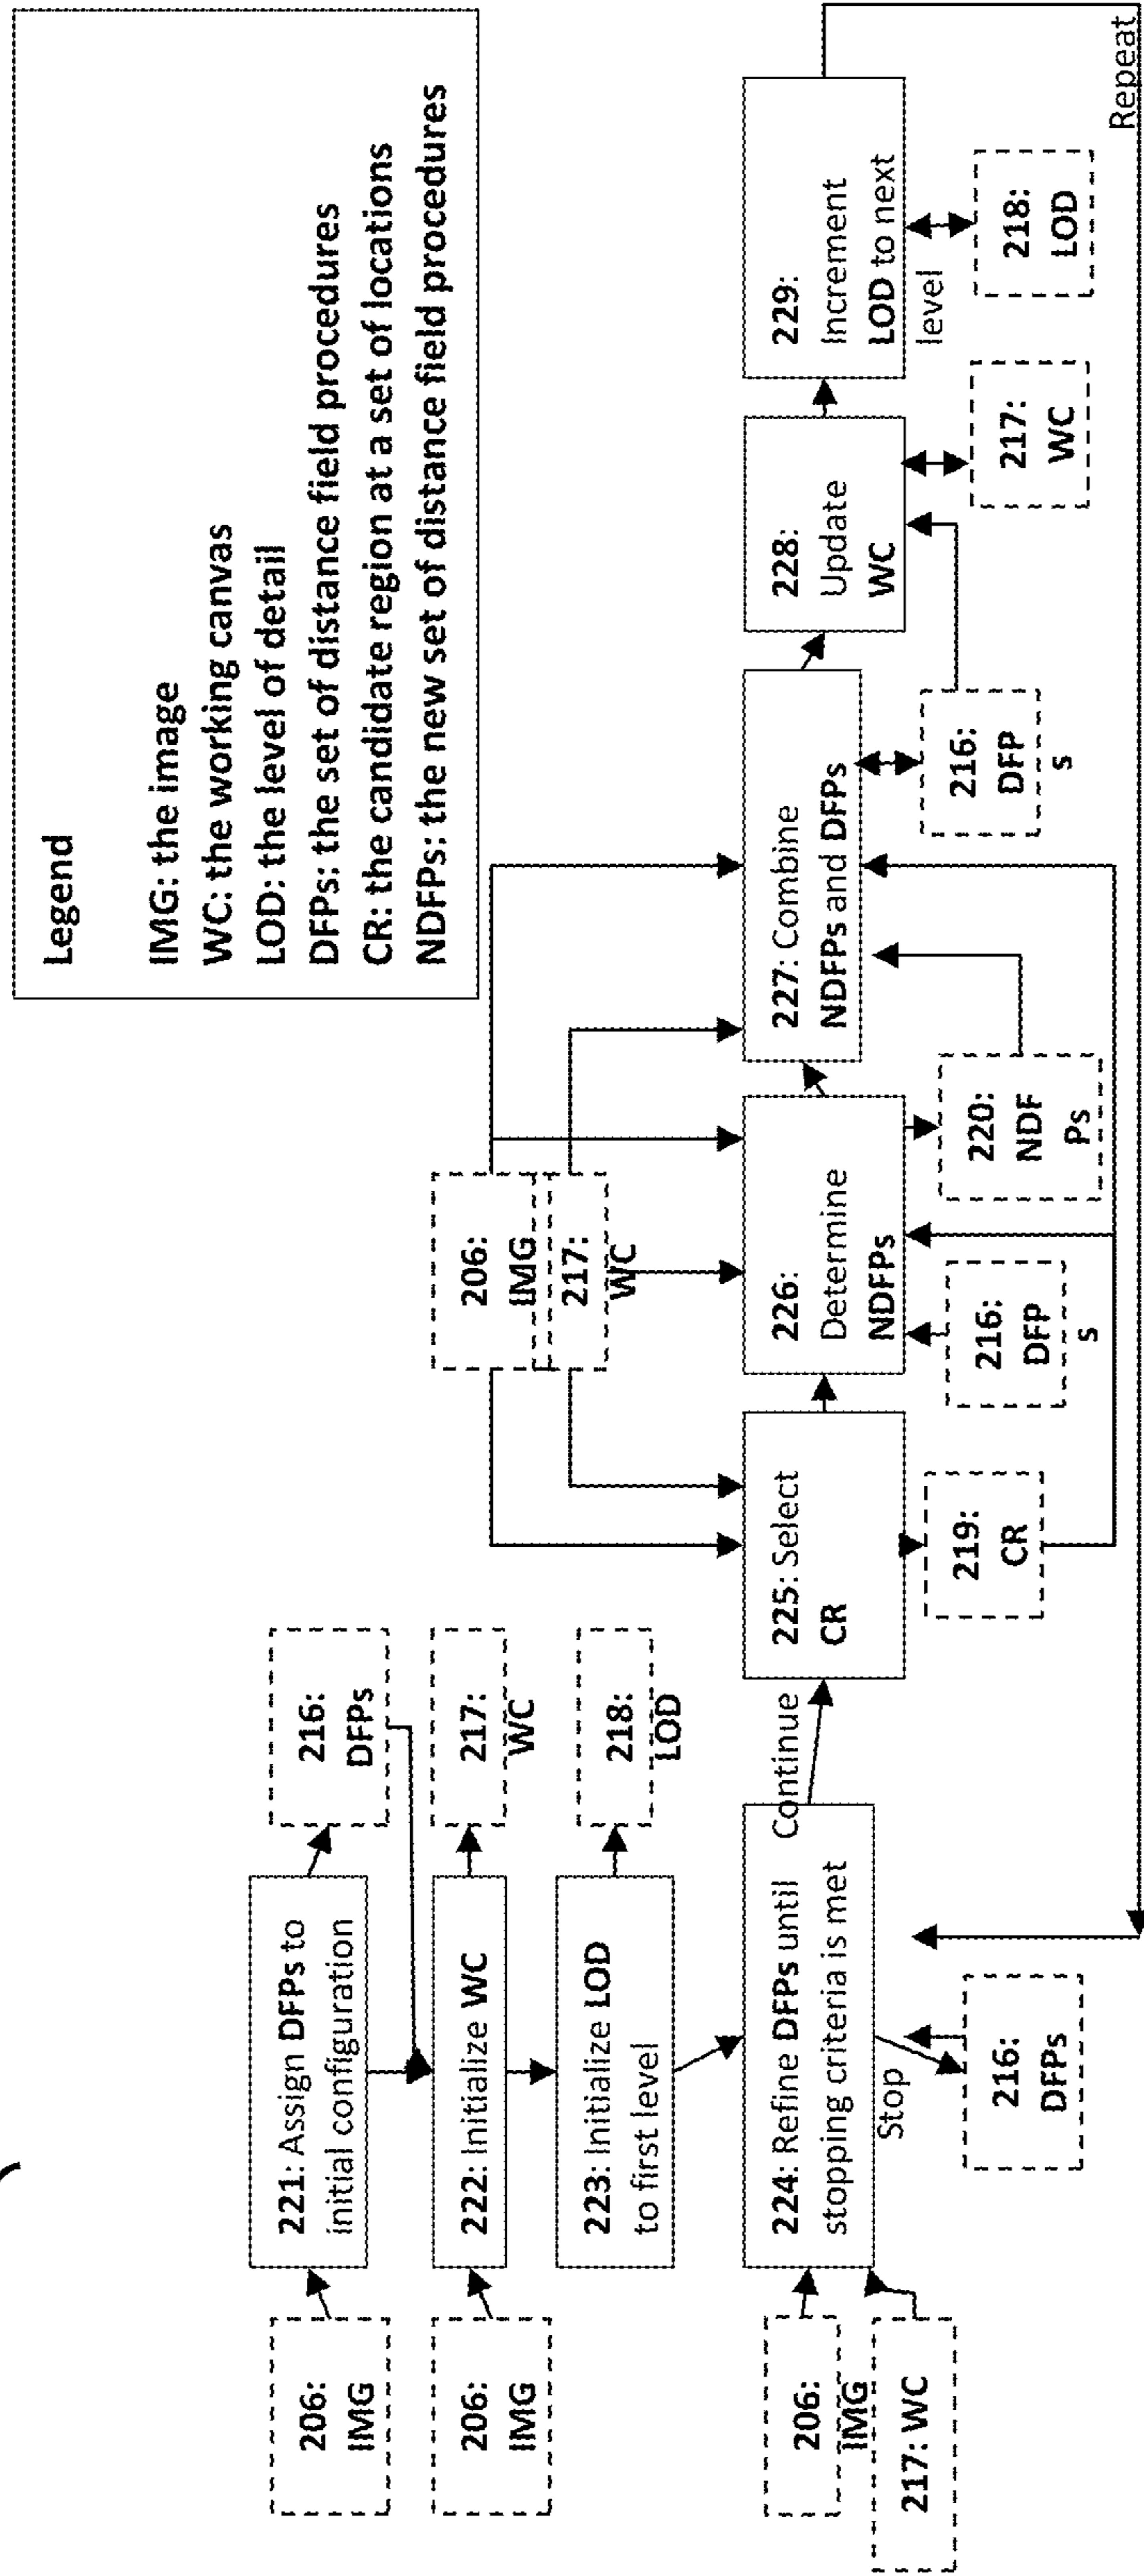 Legend
IMG: the image
WC: the working canvas
LOD: the level of detail
DFPs: the set of distance field procedures
CR: the candidate region at a set of locations
NDFPs: the new set of distance field procedures
206:
IMG
221: Assign DFPs to
initial configuration
216:
DFPs
206:
IMG
222: Initialize WC
217:
WC
223: Initialize LOD
to first level
218:
LOD
206:
IMG
217:
WC
206:
IMG
217: WC
224: Refine DFPs until
stopping criteria is met
Continue
Stop
216:
DFPs
225: Select
CR
219:
CR
226:
Determine
NDFPs
216:
DFP
s
220:
NDF
Ps
227: Combine
NDFPs and DFPs
216:
DFP
s
228:
Update
WC
217:
WC
229:
Increment
LOD to next
level
218:
LOD
Repeat